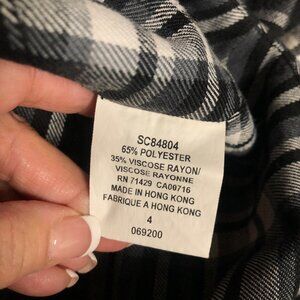 SC84804
65% POLYESTER
35% VISCOSE RAYON/
VISCOSE RAYONNE
RN 71429 CA00716
MADE IN HONG KONG
FABRIQUE A HONG KONG
4
069200